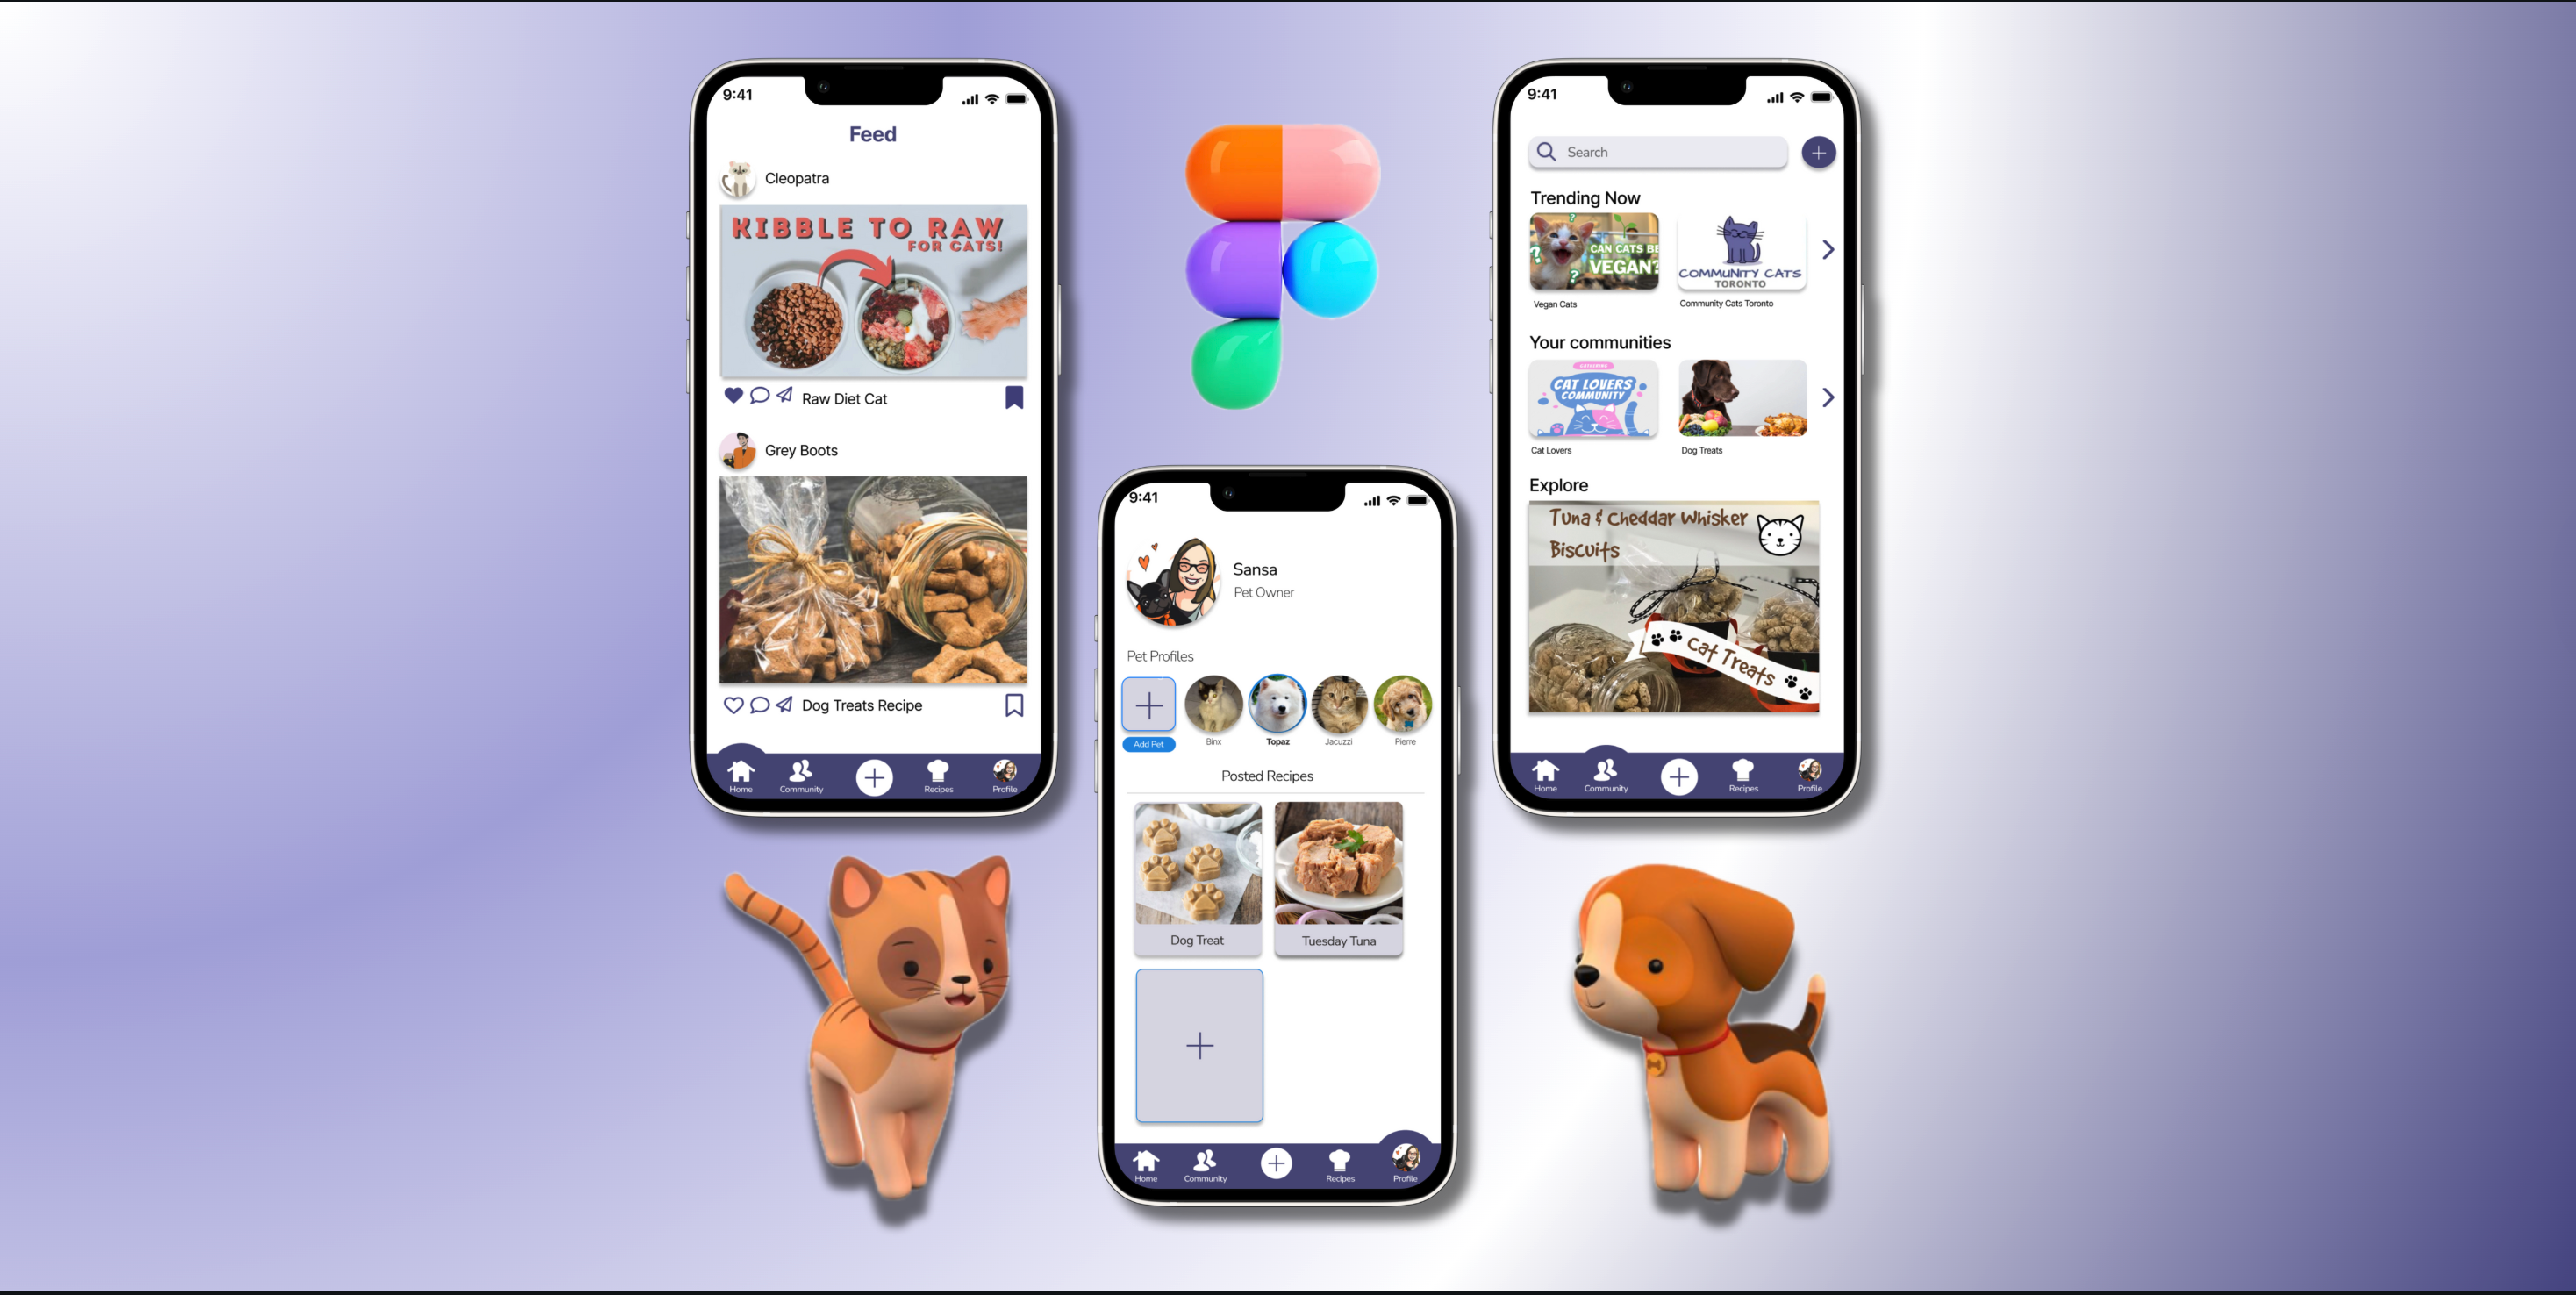 9:41
Feed
Cleopatra
KIBBLE TO RAW
FOR CATS!
Raw Diet Cat
Grey Boots
Dog Treats Recipe
Home
Community
Recipes
Profile
9:41
Sansa
Pet Owner
Pet Profiles
Add Pet
Binx
Topaz
Jacuzzi
Pierre
Posted Recipes
Dog Treat
Tuesday Tuna
Home
Community
Recipes
Profile
9:41
Search
Trending Now
CAN CATS BE
VEGAN?
COMMUNITY CATS
TORONTO
Vegan Cats
Community Cats Toronto
Your communities
GATHERING
CAT LOVERS
COMMUNITY
Cat Lovers
Dog Treats
Explore
Tuna & Cheddar Whisker
Biscuits
Cat Treats
Home
Community
Recipes
Profile